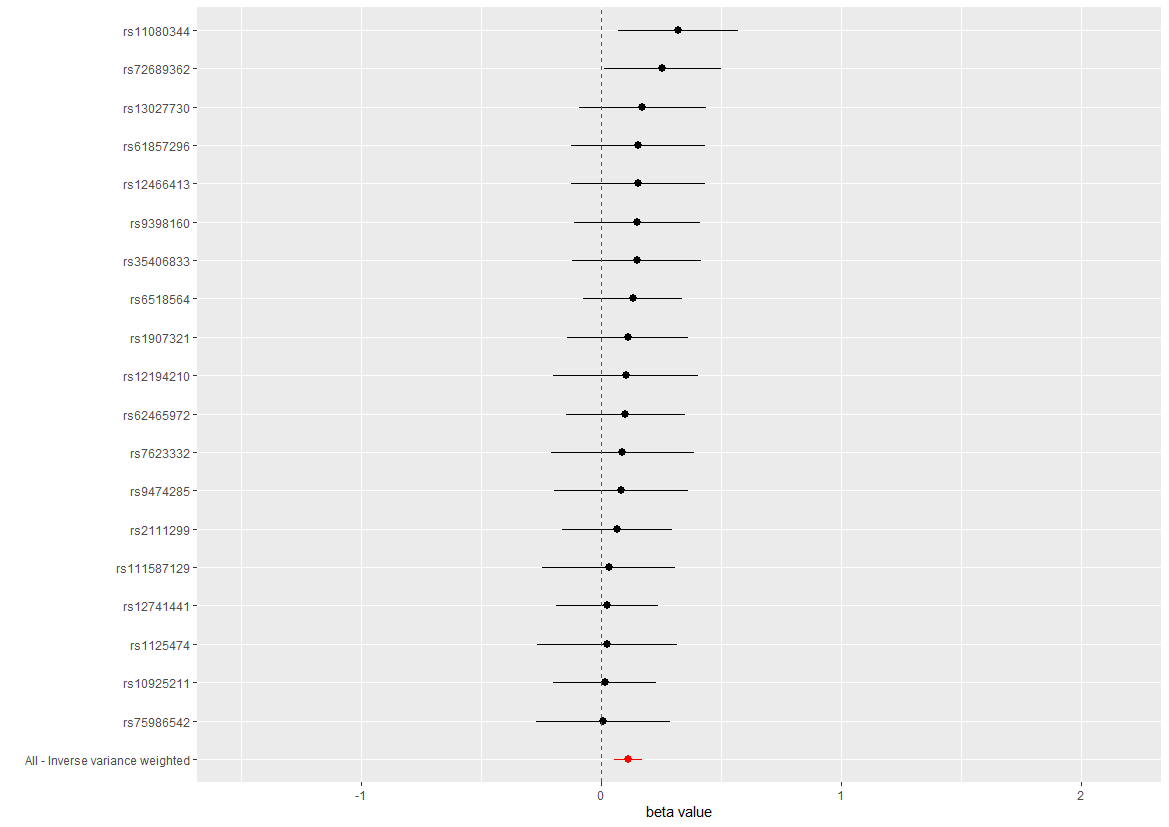 rs11080344
rs72689362
rs13027730
rs61857296
rs12466413
rs9398160
rs35406833
rs6518564
rs1907321
rs12194210
rs62465972
rs7623332
rs9474285
rs2111299
rs111587129
rs12741441
rs1125474
rs10925211
rs75986542
All - Inverse variance weighted
-1 0 1 2
beta value